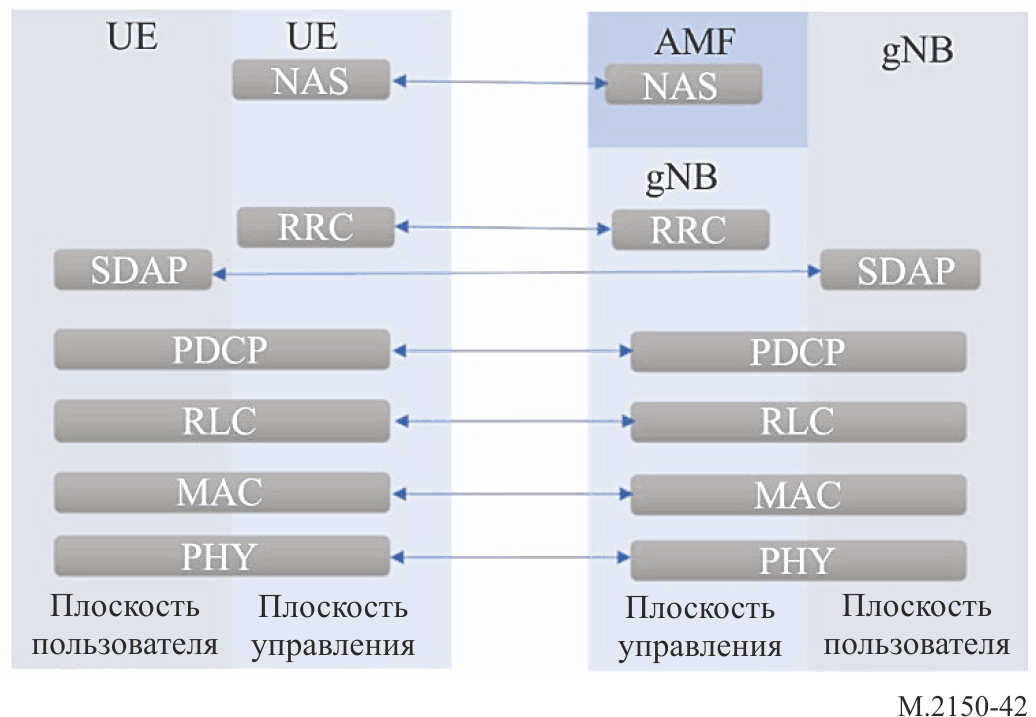 UE UE AMF gNB
NAS NAS
gNB
RRC RRC
SDAP SDAP
PDCP PDCP
RLC RLC
MAC MAC
PHY PHY
Плоскость Плоскость Плоскость Плоскость
пользователя управления управления пользователя
M.2150-42